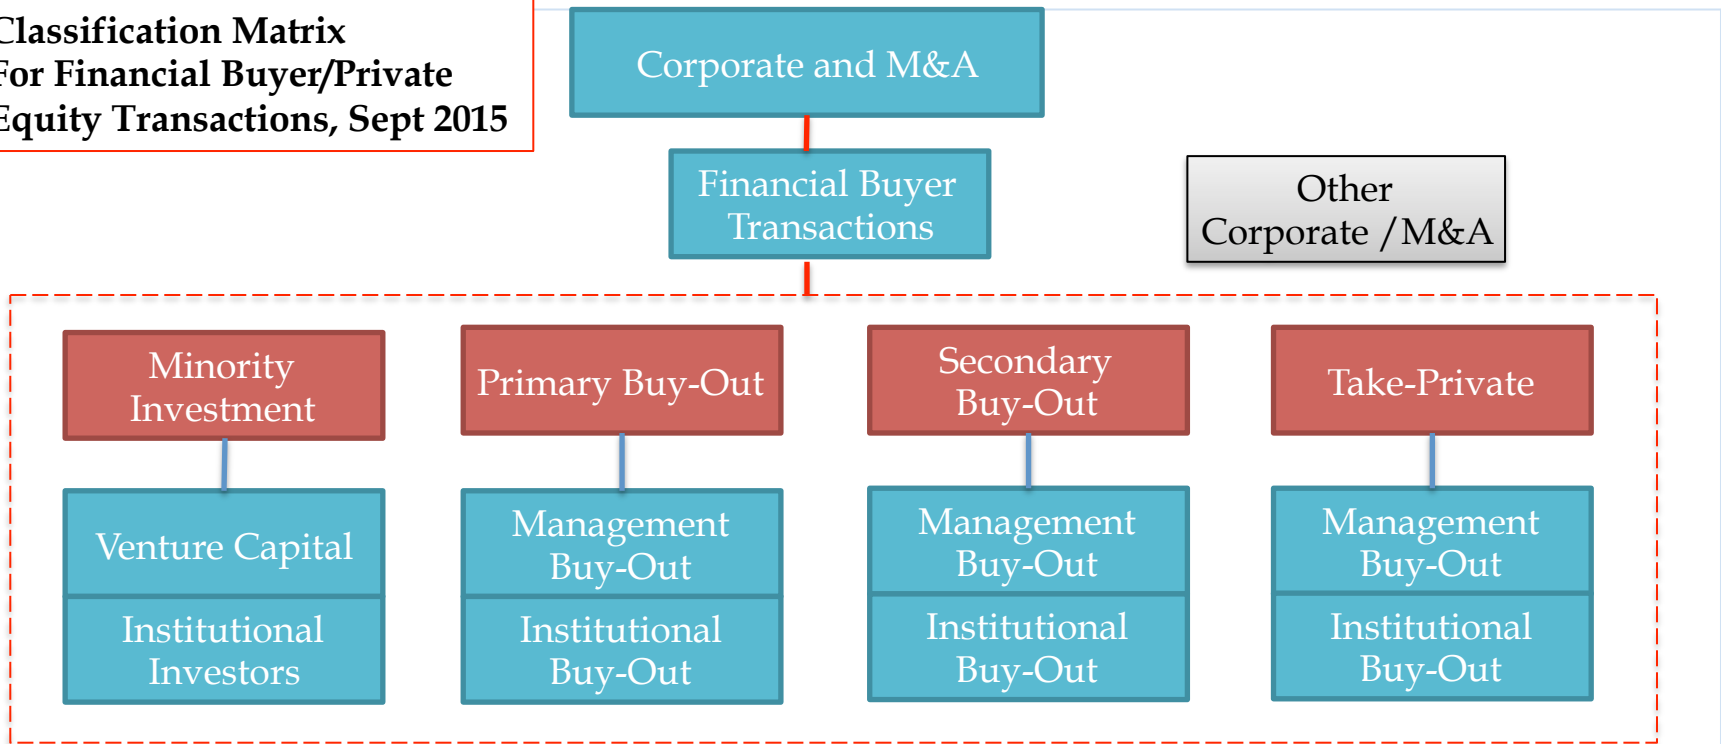 Classification Matrix
For Financial Buyer/Private
Equity Transactions, Sept 2015
Corporate and M&A
Financial Buyer
Transactions
Other
Corporate /M&A
Minority
Investment
Primary Buy-Out
Secondary
Buy-Out
Take-Private
Venture Capital
Management
Buy-Out
Management
Buy-Out
Management
Buy-Out
Institutional
Investors
Institutional
Buy-Out
Institutional
Buy-Out
Institutional
Buy-Out